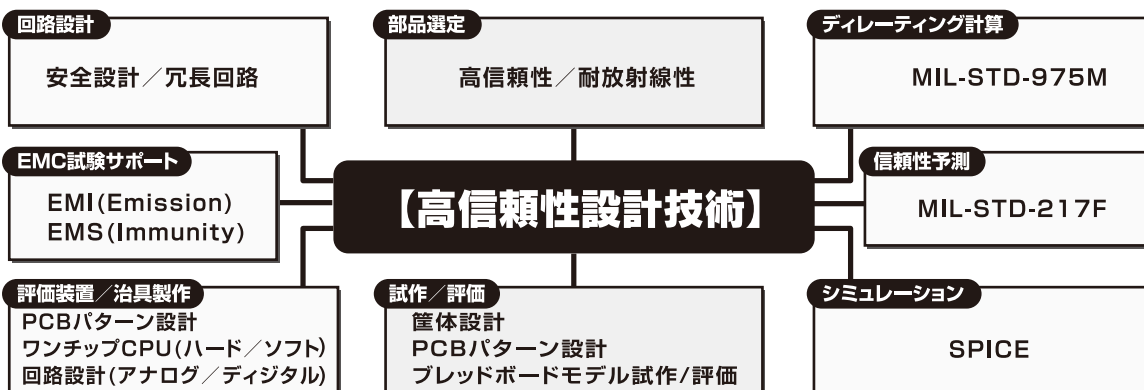 回路設計
安全設計／冗長回路
部品選定
高信頼性／耐放射線性
ディレーティング計算
MIL-STD-975M
EMC試験サポート
EMI(Emission)
EMS(Immunity)
【高信頼性設計技術】
信頼性予測
MIL-STD-217F
評価装置／治具製作
PCBパターン設計
ワンチップCPU(ハード／ソフト)
回路設計(アナログ／ディジタル)
試作／評価
筐体設計
PCBパターン設計
ブレッドボードモデル試作/評価
シミュレーション
SPICE